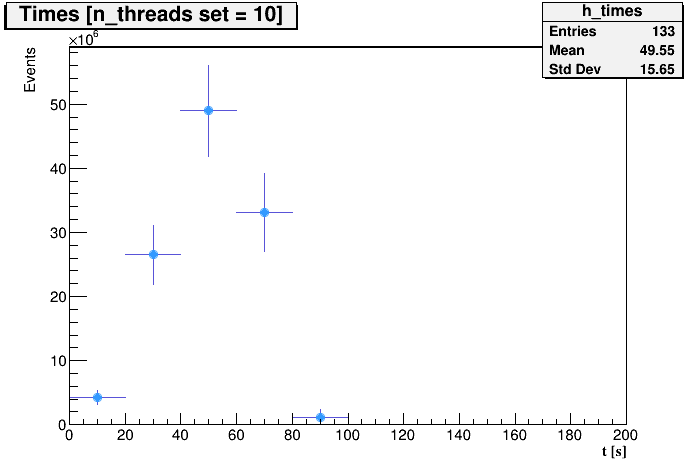 Times [n_threads set = 10]
h_times
Entries 133
Mean 49.55
Std Dev 15.65
×10⁶
Events
50
40
30
20
10
0
0 20 40 60 80 100 120 140 160 180 200
t [s]